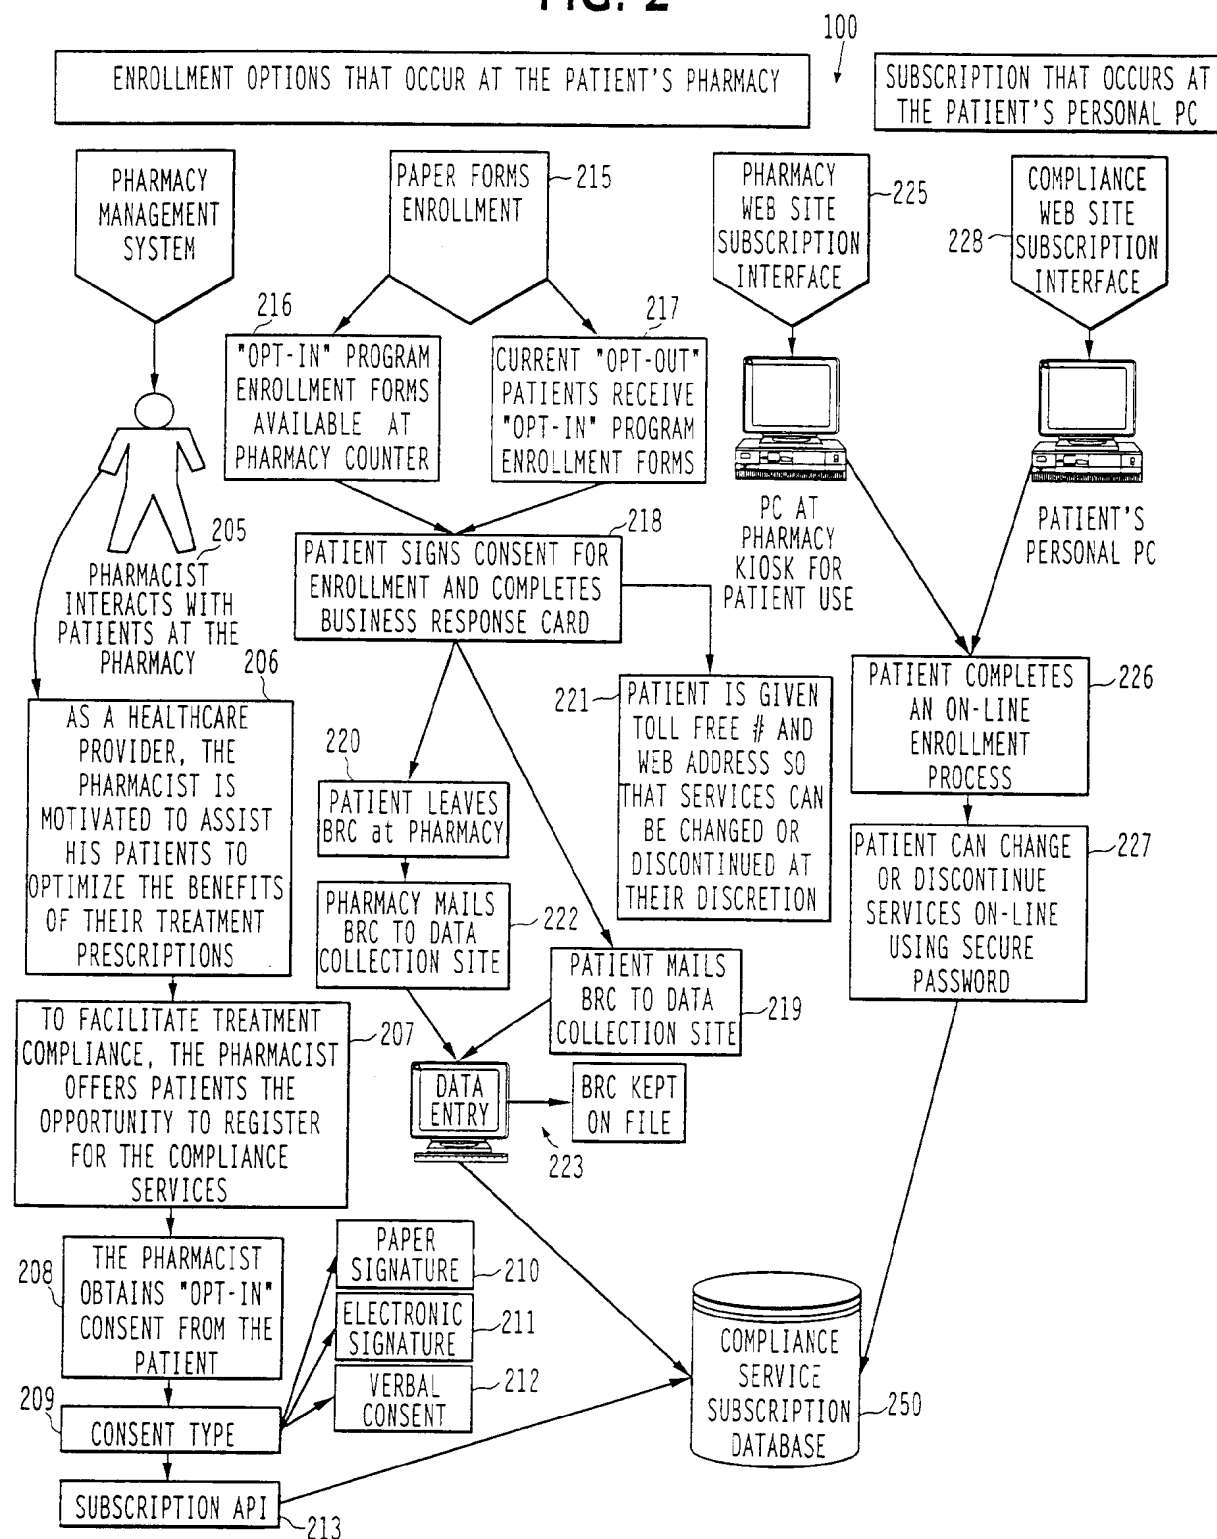 FIG. 2
100
ENROLLMENT OPTIONS THAT OCCUR AT THE PATIENT'S PHARMACY
SUBSCRIPTION THAT OCCURS AT
THE PATIENT'S PERSONAL PC
PHARMACY
MANAGEMENT
SYSTEM
PAPER FORMS
ENROLLMENT
215
PHARMACY
WEB SITE
SUBSCRIPTION
INTERFACE
225
COMPLIANCE
WEB SITE
SUBSCRIPTION
INTERFACE
228
216
"OPT-IN" PROGRAM
ENROLLMENT FORMS
AVAILABLE AT
PHARMACY COUNTER
217
CURRENT "OPT-OUT"
PATIENTS RECEIVE
"OPT-IN" PROGRAM
ENROLLMENT FORMS
PC AT
PHARMACY
KIOSK FOR
PATIENT USE
PATIENT'S
PERSONAL PC
205
PHARMACIST
INTERACTS WITH
PATIENTS AT THE
PHARMACY
218
PATIENT SIGNS CONSENT FOR
ENROLLMENT AND COMPLETES
BUSINESS RESPONSE CARD
206
AS A HEALTHCARE
PROVIDER, THE
PHARMACIST IS
MOTIVATED TO ASSIST
HIS PATIENTS TO
OPTIMIZE THE BENEFITS
OF THEIR TREATMENT
PRESCRIPTIONS
220
PATIENT LEAVES
BRC at PHARMACY
221
PATIENT IS GIVEN
TOLL FREE # AND
WEB ADDRESS SO
THAT SERVICES CAN
BE CHANGED OR
DISCONTINUED AT
THEIR DISCRETION
PATIENT COMPLETES
AN ON-LINE
ENROLLMENT
PROCESS
226
PATIENT CAN CHANGE
OR DISCONTINUE
SERVICES ON-LINE
USING SECURE
PASSWORD
227
PHARMACY MAILS
BRC TO DATA
COLLECTION SITE
222
PATIENT MAILS
BRC TO DATA
COLLECTION SITE
219
TO FACILITATE TREATMENT
COMPLIANCE, THE PHARMACIST
OFFERS PATIENTS THE
OPPORTUNITY TO REGISTER
FOR THE COMPLIANCE
SERVICES
207
DATA
ENTRY
BRC KEPT
ON FILE
223
208
THE PHARMACIST
OBTAINS "OPT-IN"
CONSENT FROM THE
PATIENT
PAPER
SIGNATURE
210
ELECTRONIC
SIGNATURE
211
VERBAL
CONSENT
212
209
CONSENT TYPE
SUBSCRIPTION API
213
COMPLIANCE
SERVICE
SUBSCRIPTION
DATABASE
250